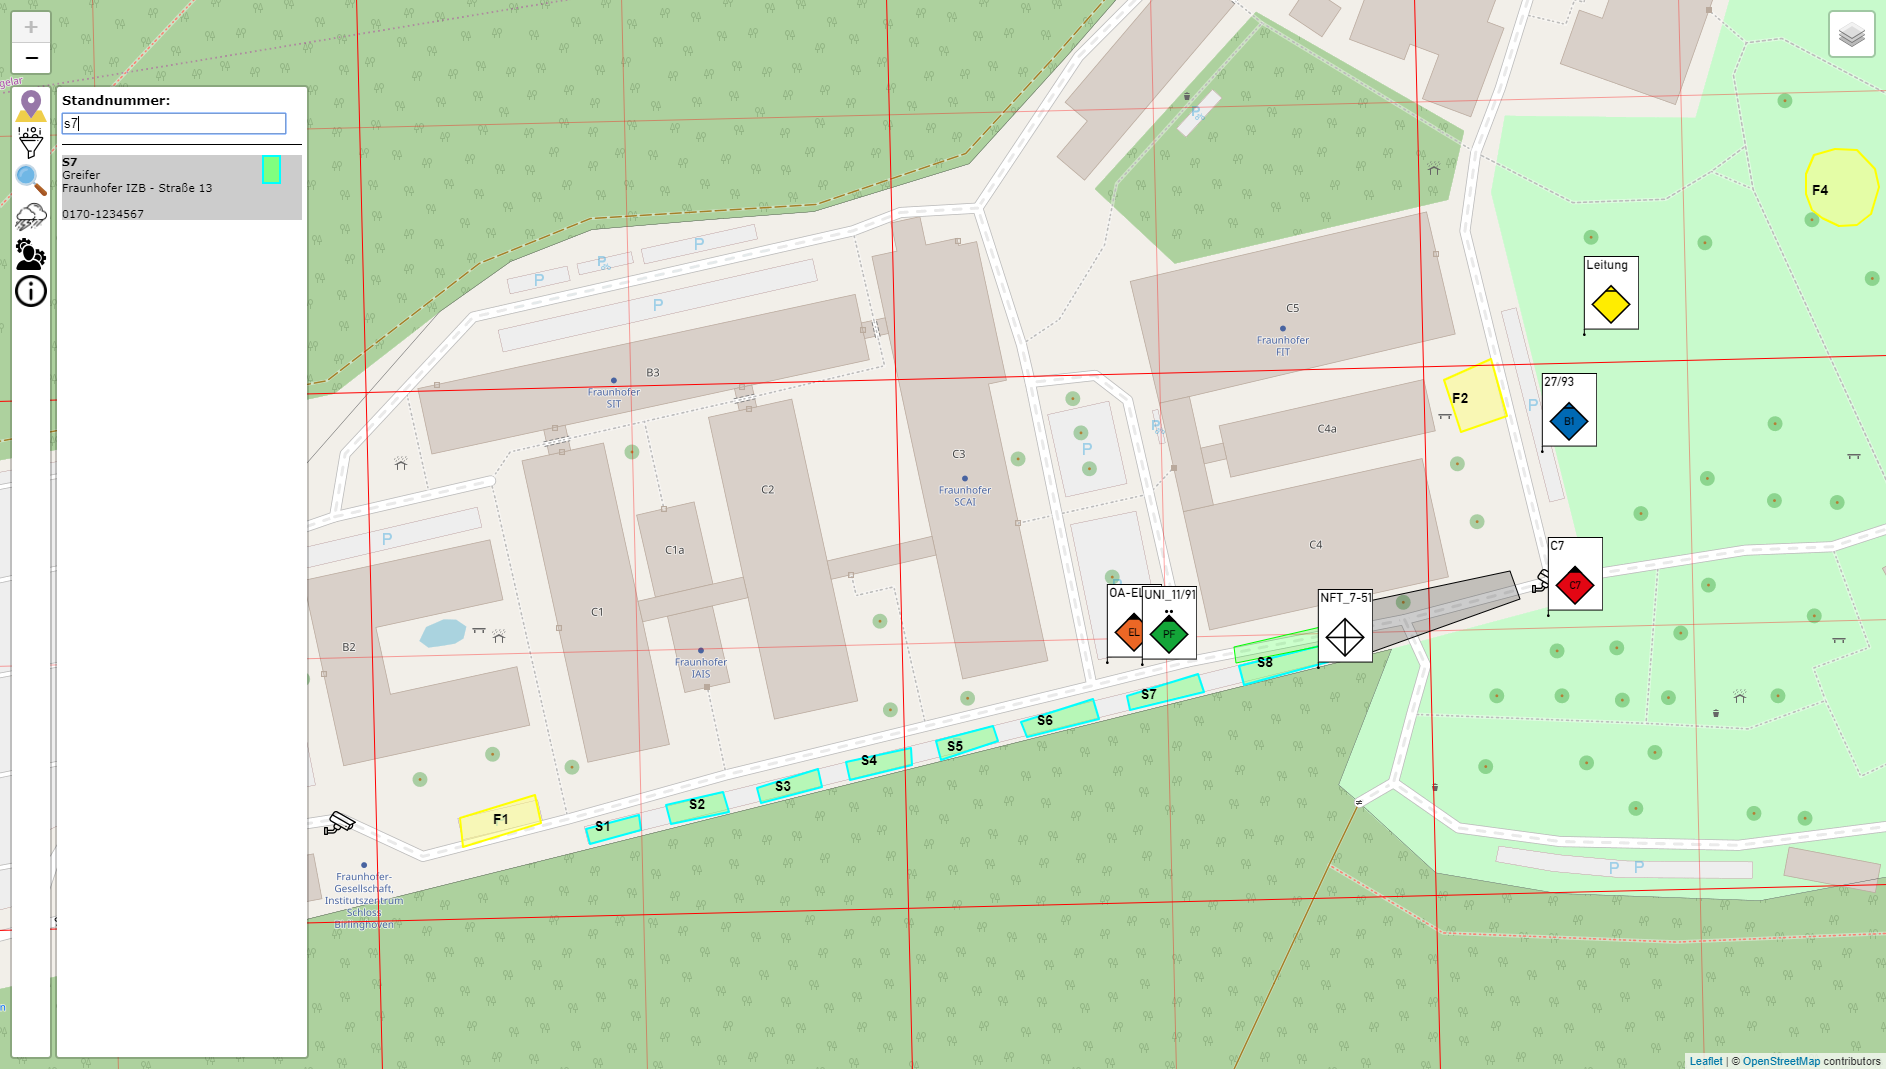 +
−
gelar
Standnummer:
s7
S7
Greifer
Fraunhofer IZB - Straße 13
0170-1234567
P
P
P
P
P
B3
Fraunhofer
SIT
C5
Fraunhofer
FIT
F4
Leitung
F2
P
27/93
B1
C4a
P
P
C3
Fraunhofer
SCAI
C2
P
C1a
C4
C7
C7
C1
B2
OA-EL
EL
UNI_11/91
PF
NFT_7-51
Fraunhofer
IAIS
S8
S7
S6
S5
S4
S3
S2
S1
F1
Fraunhofer-
Gesellschaft,
Institutszentrum
Schloss
Birlinghoven
P P
Leaflet | © OpenStreetMap contributors